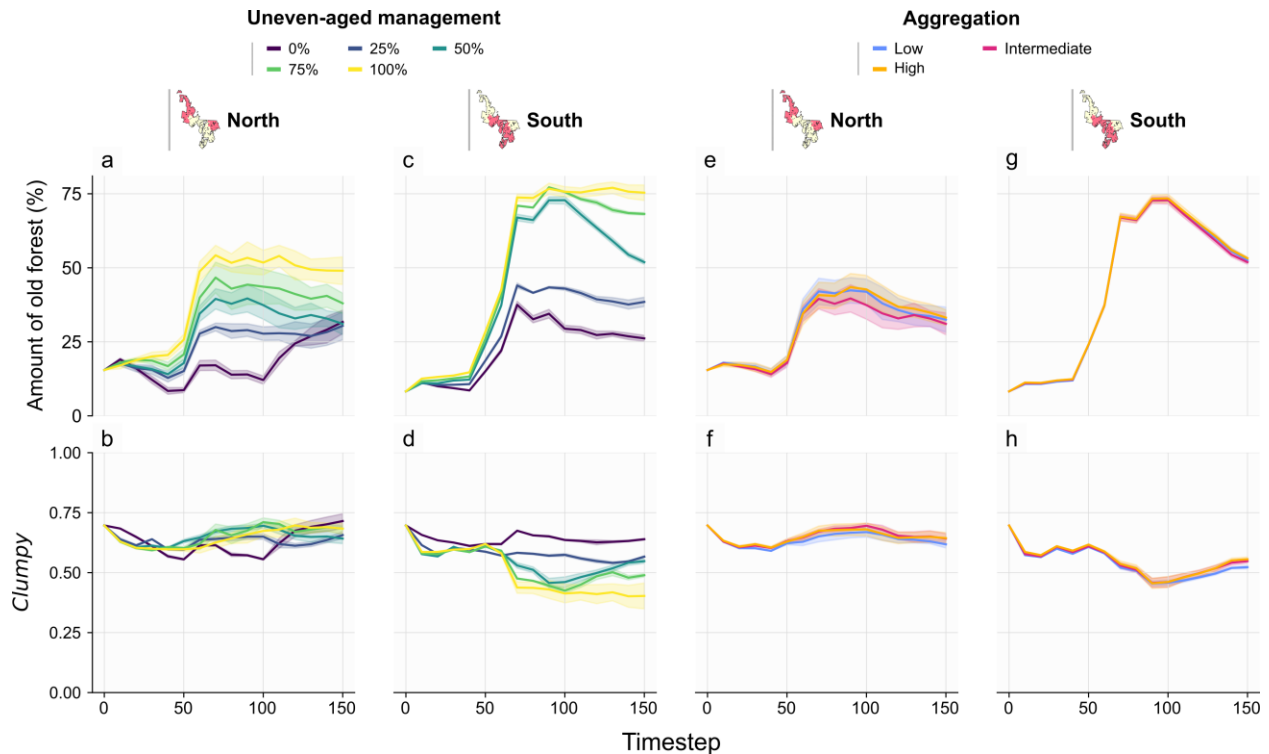 Uneven-aged management
Aggregation
0% 25% 50%
75% 100%
Low Intermediate
High
North
South
North
South
a
c
e
g
Amount of old forest (%)
75
50
25
0
b
d
f
h
Clumpy
1.00
0.75
0.50
0.25
0.00
0 50 100 150
0 50 100 150
0 50 100 150
0 50 100 150
Timestep